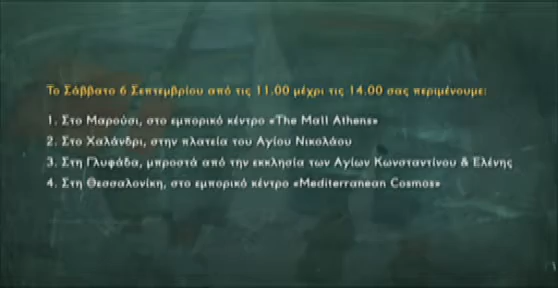 Το Σάββατο 6 Σεπτεμβρίου από τις 11.00 μέχρι τις 14.00 σας περιμένουμε:
1. Στο Μαρούσι, στο εμπορικό κέντρο «The Mall Athens»
2. Στο Χαλάνδρι, στην πλατεία του Αγίου Νικολάου
3. Στη Γλυφάδα, μπροστά από την εκκλησία των Αγίων Κωνσταντίνου & Ελένης
4. Στη Θεσσαλονίκη, στο εμπορικό κέντρο «Mediterranean Cosmos»